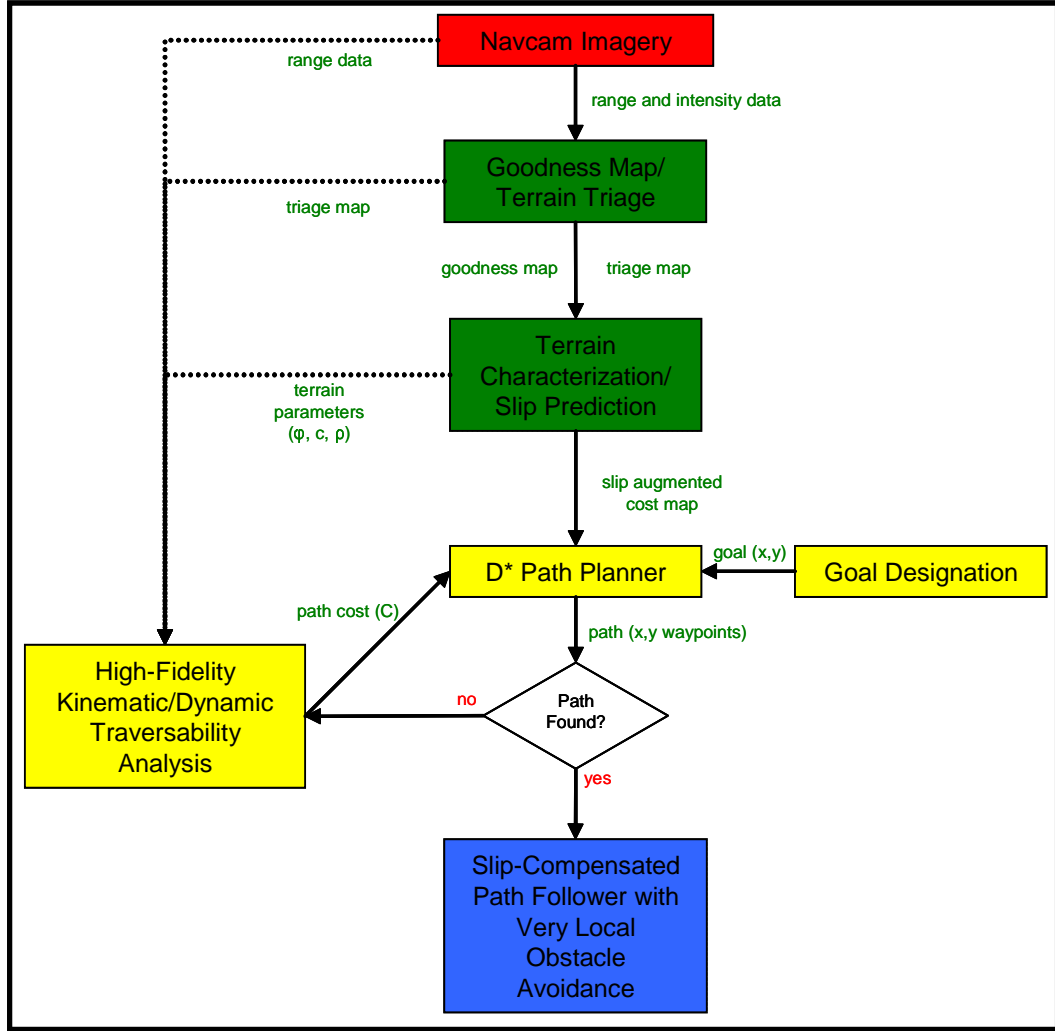 Navcam Imagery
range data
range and intensity data
Goodness Map/
Terrain Triage
triage map
goodness map
triage map
Terrain
Characterization/
Slip Prediction
terrain
parameters
(φ, c, ρ)
slip augmented
cost map
goal (x,y)
D* Path Planner
Goal Designation
path cost (C)
path (x,y waypoints)
High-Fidelity
Kinematic/Dynamic
Traversability
Analysis
no
Path
Found?
yes
Slip-Compensated
Path Follower with
Very Local
Obstacle
Avoidance